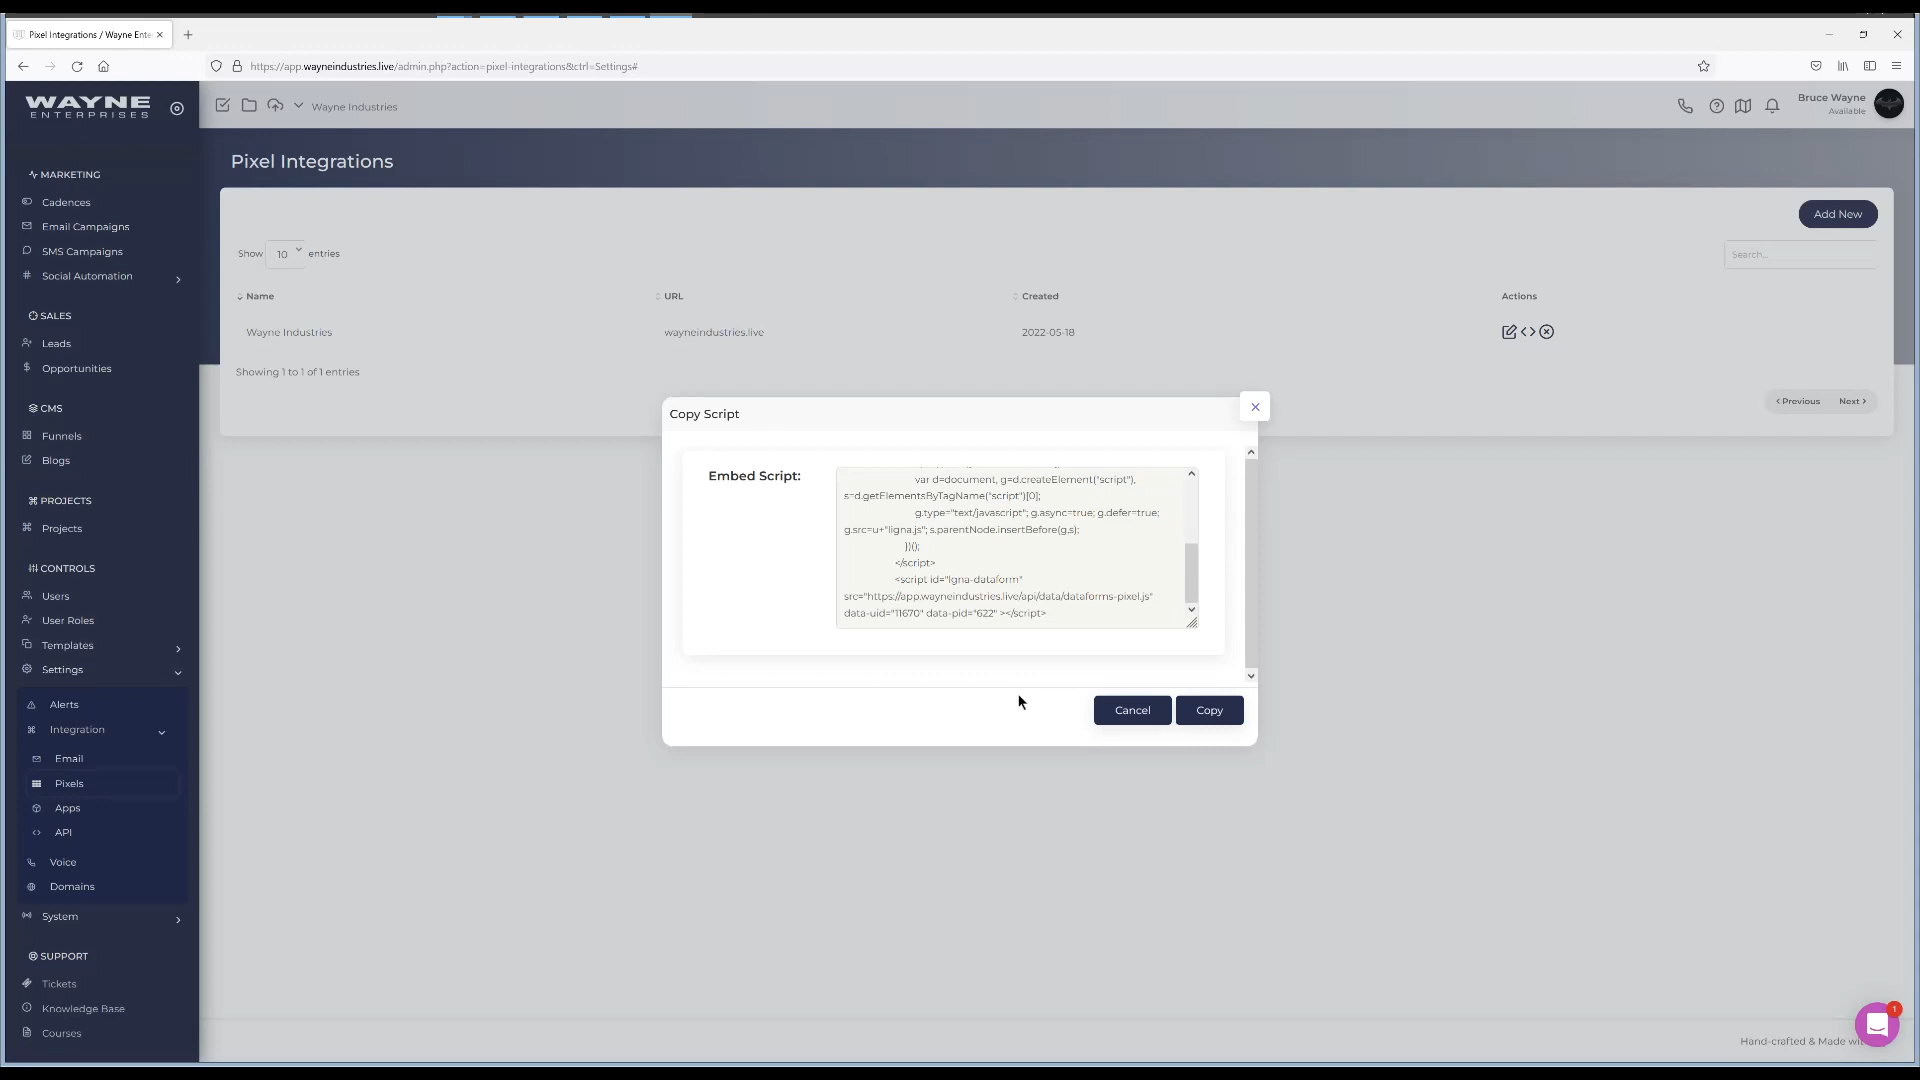 Pixel Integrations / Wayne Ente
https://app.wayneindustries.live/admin.php?action=pixel-integrations&ctrl=Settings#
WAYNE
ENTERPRISES
Wayne Industries
Bruce Wayne
Available
MARKETING
Cadences
Email Campaigns
SMS Campaigns
Social Automation
SALES
Leads
Opportunities
CMS
Funnels
Blogs
PROJECTS
Projects
CONTROLS
Users
User Roles
Templates
Settings
Alerts
Integration
Email
Pixels
Apps
API
Voice
Domains
System
SUPPORT
Tickets
Knowledge Base
Courses
Pixel Integrations
Add New
Show 10 entries
Search...
Name URL Created Actions
Wayne Industries wayneindustries.live 2022-05-18
Showing 1 to 1 of 1 entries
Previous Next
Copy Script
Embed Script:
var d=document, g=d.createElement("script"),
s=d.getElementsByTagName("script")[0];
g.type="text/javascript"; g.async=true; g.defer=true;
g.src=u+"ligna.js"; s.parentNode.insertBefore(g,s);
})();
</script>
<script id="lgna-dataform"
src="https://app.wayneindustries.live/api/data/dataforms-pixel.js"
data-uid="11670" data-pid="622" ></script>
Cancel Copy
1
Hand-crafted & Made wi